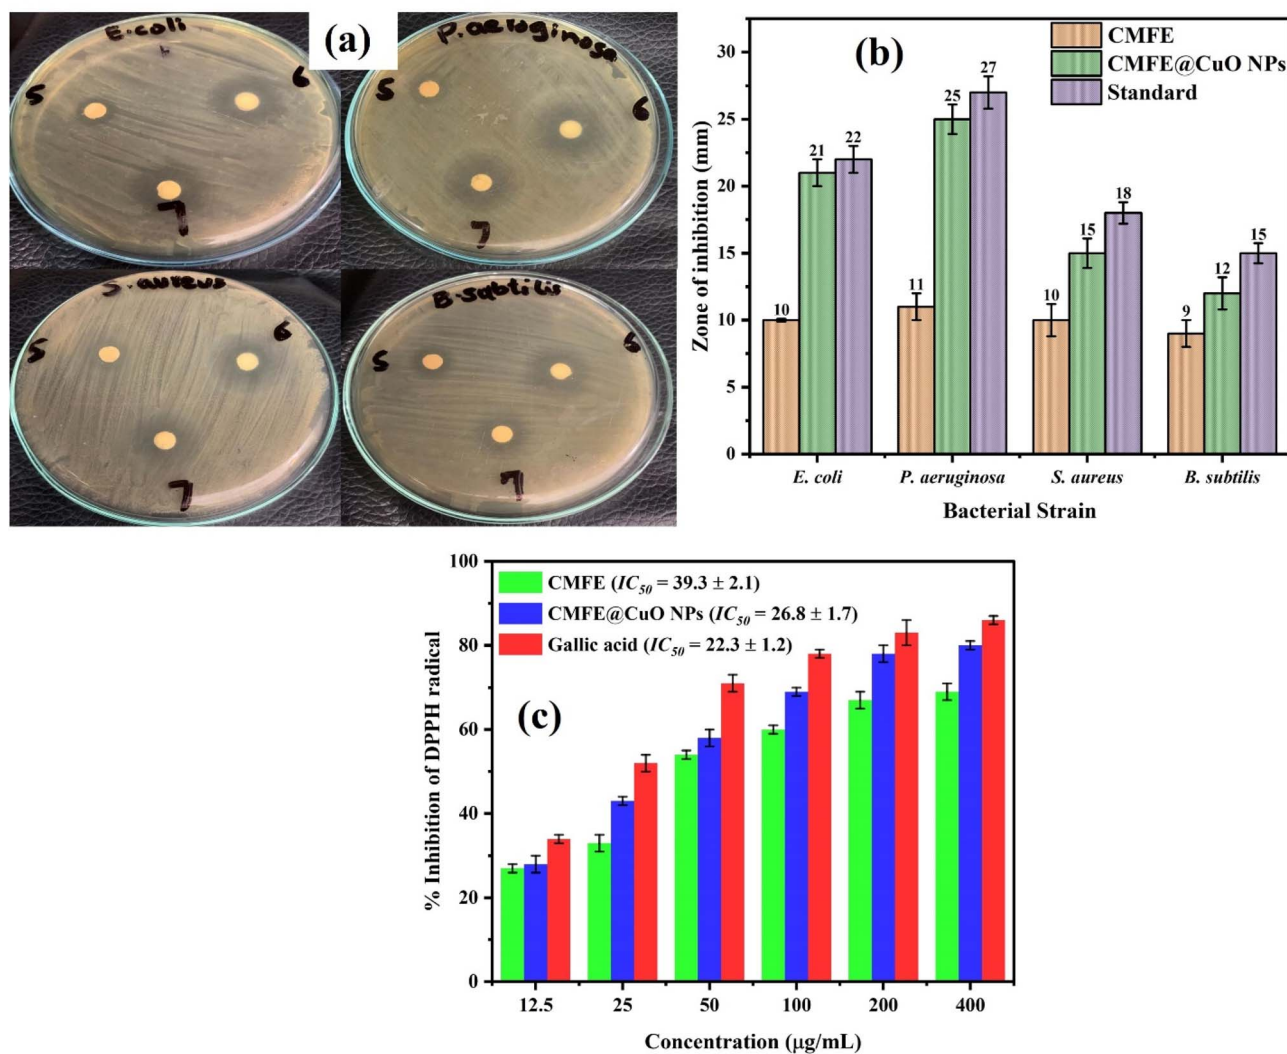 (a)
E.coli
5
6
7
P.aeroginosa
5
6
7
S.aureus
5
6
7
B.subtilis
5
6
7
(b)
CMFE
CMFE@CuO NPs
Standard
Zone of inhibition (mm)
30
25
20
15
10
5
0
10 21 22
11 25 27
10 15 18
9 12 15
E. coli P. aeruginosa S. aureus B. subtilis
Bacterial Strain
(c)
CMFE (IC50 = 39.3 ± 2.1)
CMFE@CuO NPs (IC50 = 26.8 ± 1.7)
Gallic acid (IC50 = 22.3 ± 1.2)
% Inhibition of DPPH radical
100
80
60
40
20
0
12.5 25 50 100 200 400
Concentration (μg/mL)